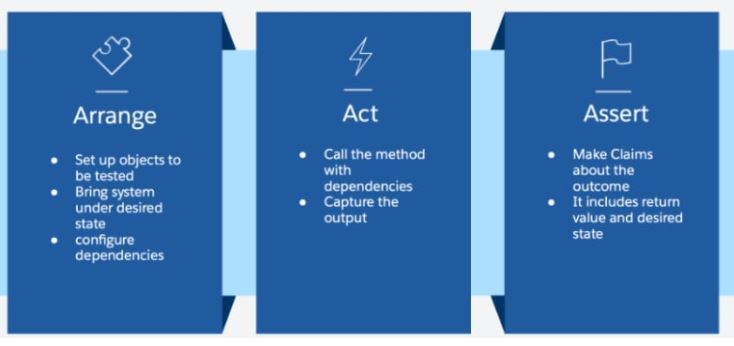 Arrange
• Set up objects to
be tested
• Bring system
under desired
state
• configure
dependencies
Act
• Call the method
with
dependencies
• Capture the
output
Assert
• Make Claims
about the
outcome
• It includes return
value and desired
state